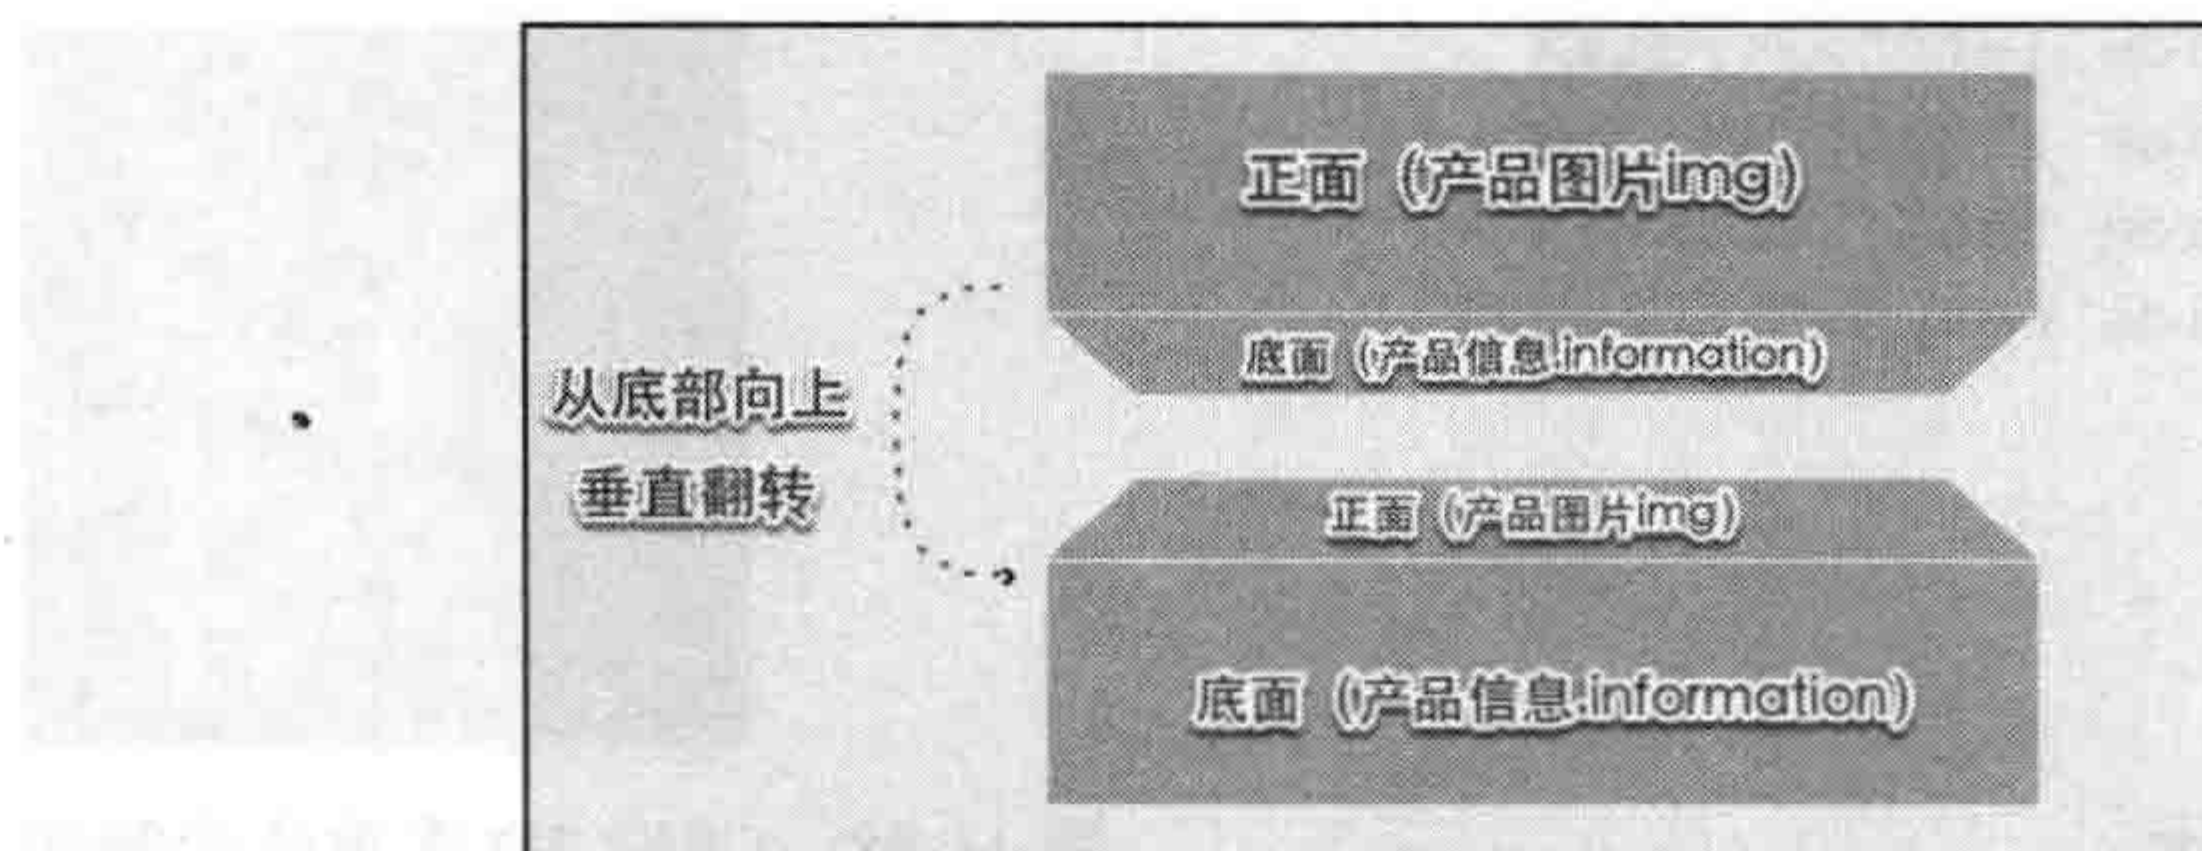 正面（产品图片img）
底面（产品信息.information）
从底部向上
垂直翻转
正面（产品图片img）
底面（产品信息.information）